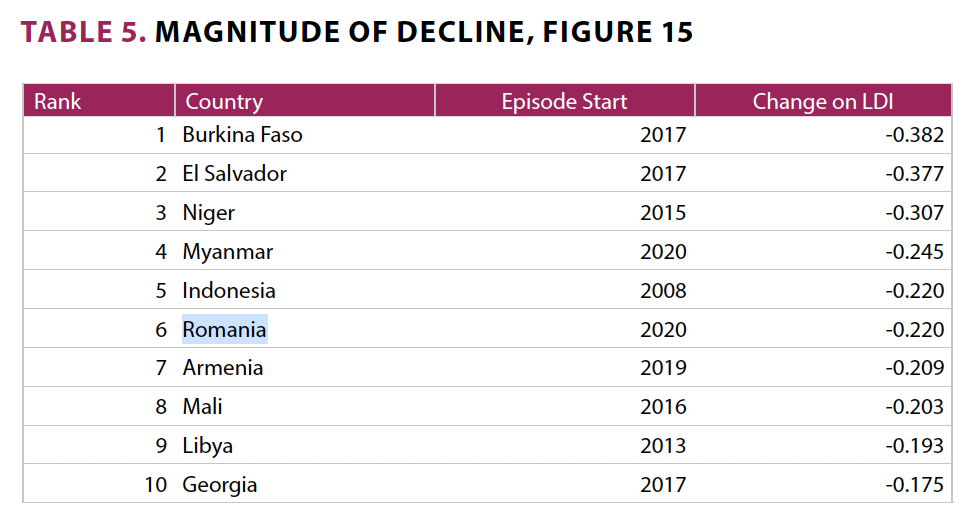 TABLE 5. MAGNITUDE OF DECLINE, FIGURE 15
Rank Country Episode Start Change on LDI
1 Burkina Faso 2017 -0.382
2 El Salvador 2017 -0.377
3 Niger 2015 -0.307
4 Myanmar 2020 -0.245
5 Indonesia 2008 -0.220
6 Romania 2020 -0.220
7 Armenia 2019 -0.209
8 Mali 2016 -0.203
9 Libya 2013 -0.193
10 Georgia 2017 -0.175